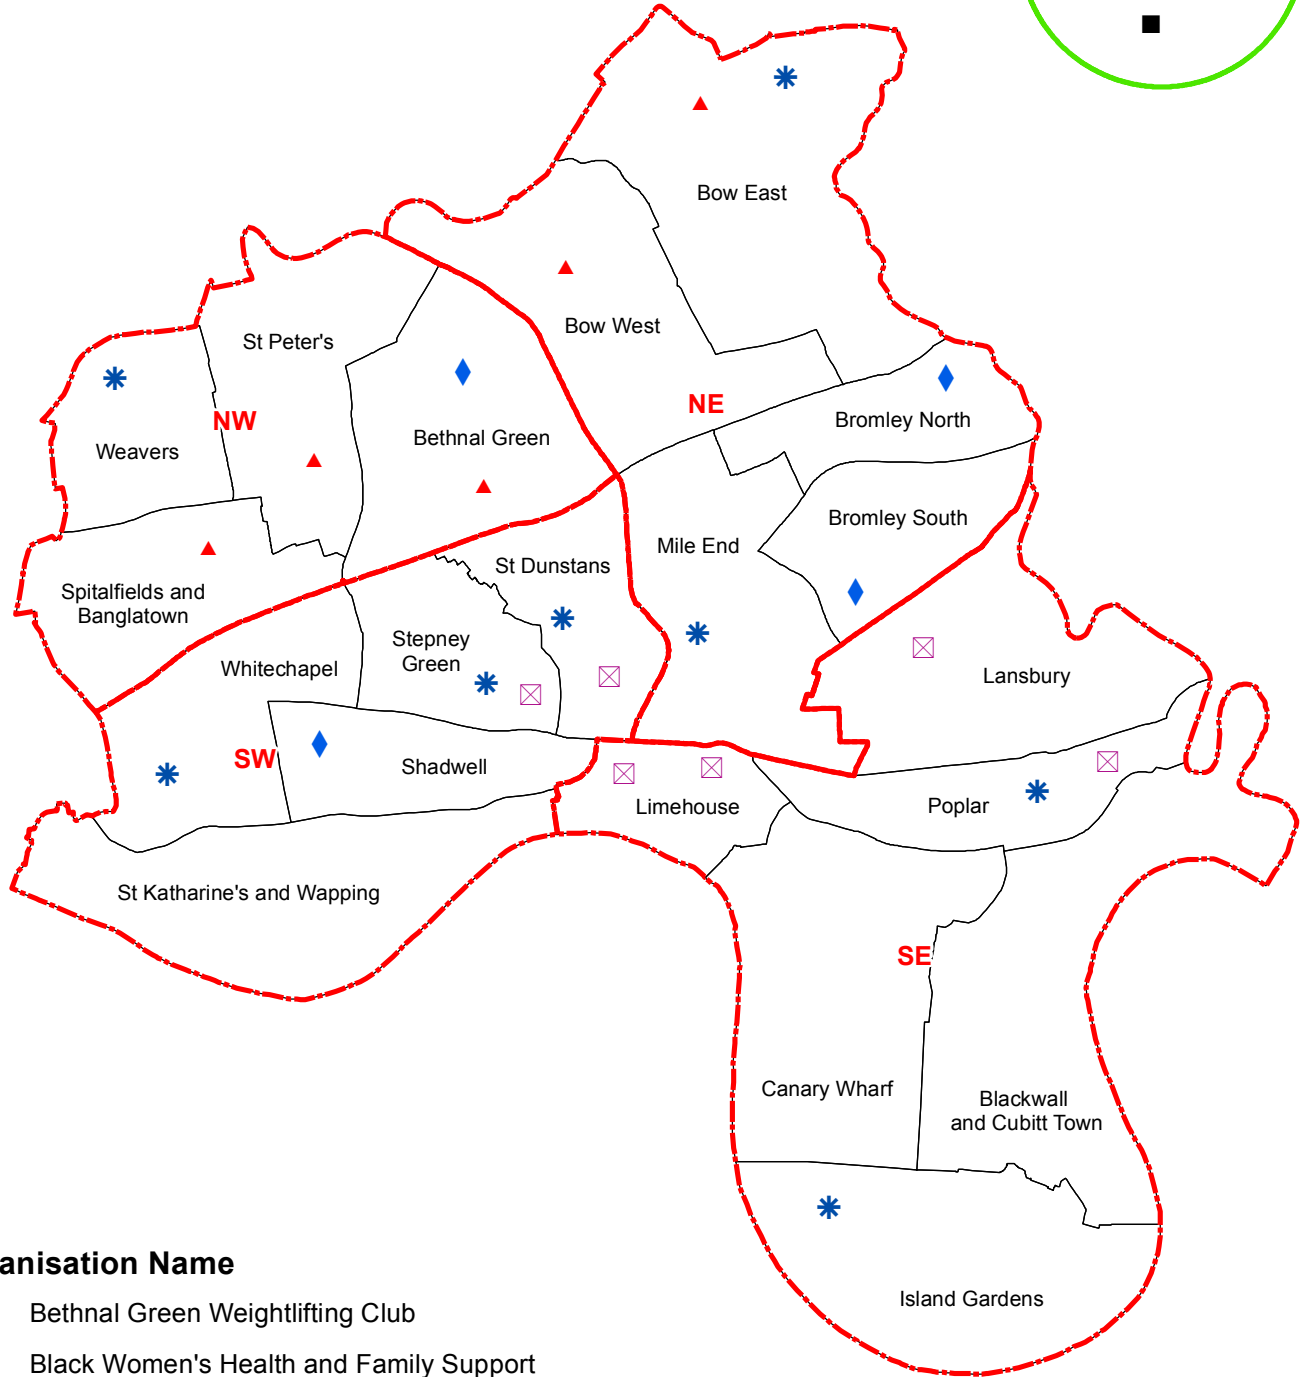 Bow East
Bow West
St Peter's
NE
NW
Bromley North
Bethnal Green
Weavers
Bromley South
Mile End
St Dunstans
Spitalfields and
Banglatown
Stepney
Green
Whitechapel
Lansbury
SW
Shadwell
Limehouse
Poplar
St Katharine's and Wapping
SE
Canary Wharf
Blackwall
and Cubitt Town
Island Gardens
anisation Name
Bethnal Green Weightlifting Club
Black Women's Health and Family Support